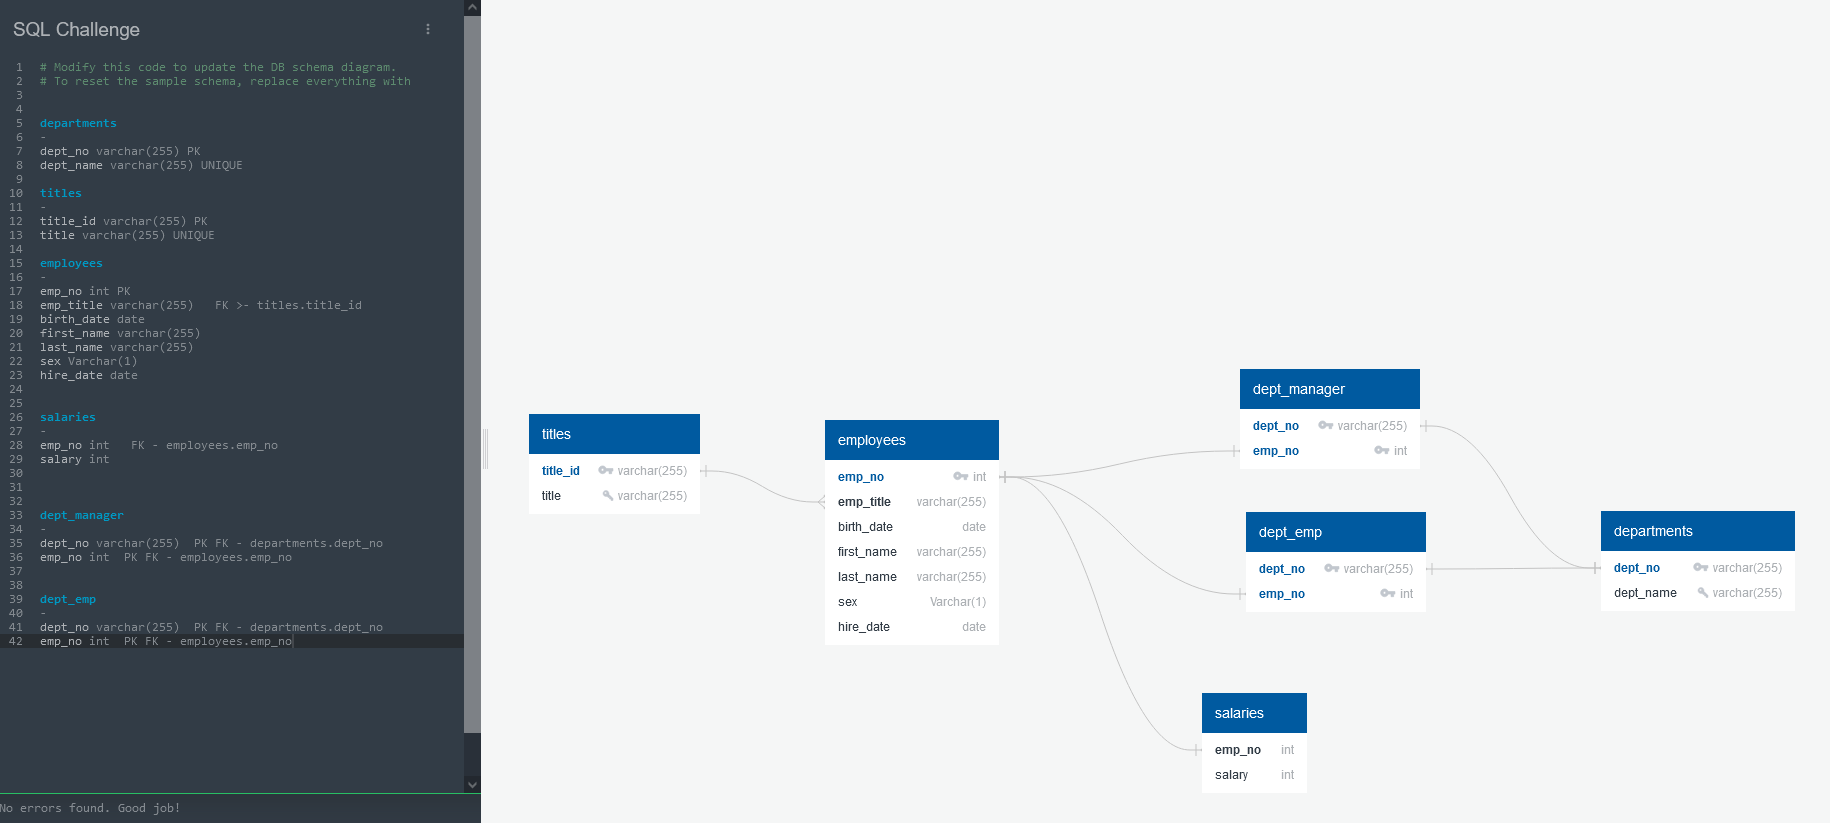 SQL Challenge
1 # Modify this code to update the DB schema diagram.
2 # To reset the sample schema, replace everything with
3
4
5 departments
6 -
7 dept_no varchar(255) PK
8 dept_name varchar(255) UNIQUE
9
10 titles
11 -
12 title_id varchar(255) PK
13 title varchar(255) UNIQUE
14
15 employees
16 -
17 emp_no int PK
18 emp_title varchar(255)   FK >- titles.title_id
19 birth_date date
20 first_name varchar(255)
21 last_name varchar(255)
22 sex Varchar(1)
23 hire_date date
24
25
26 salaries
27 -
28 emp_no int   FK - employees.emp_no
29 salary int
30
31
32
33 dept_manager
34 -
35 dept_no varchar(255)  PK FK - departments.dept_no
36 emp_no int  PK FK - employees.emp_no
37
38
39 dept_emp
40 -
41 dept_no varchar(255)  PK FK - departments.dept_no
42 emp_no int  PK FK - employees.emp_no
No errors found. Good job!
titles
title_id varchar(255)
title varchar(255)
employees
emp_no int
emp_title varchar(255)
birth_date date
first_name varchar(255)
last_name varchar(255)
sex Varchar(1)
hire_date date
dept_manager
dept_no varchar(255)
emp_no int
dept_emp
dept_no varchar(255)
emp_no int
departments
dept_no varchar(255)
dept_name varchar(255)
salaries
emp_no int
salary int